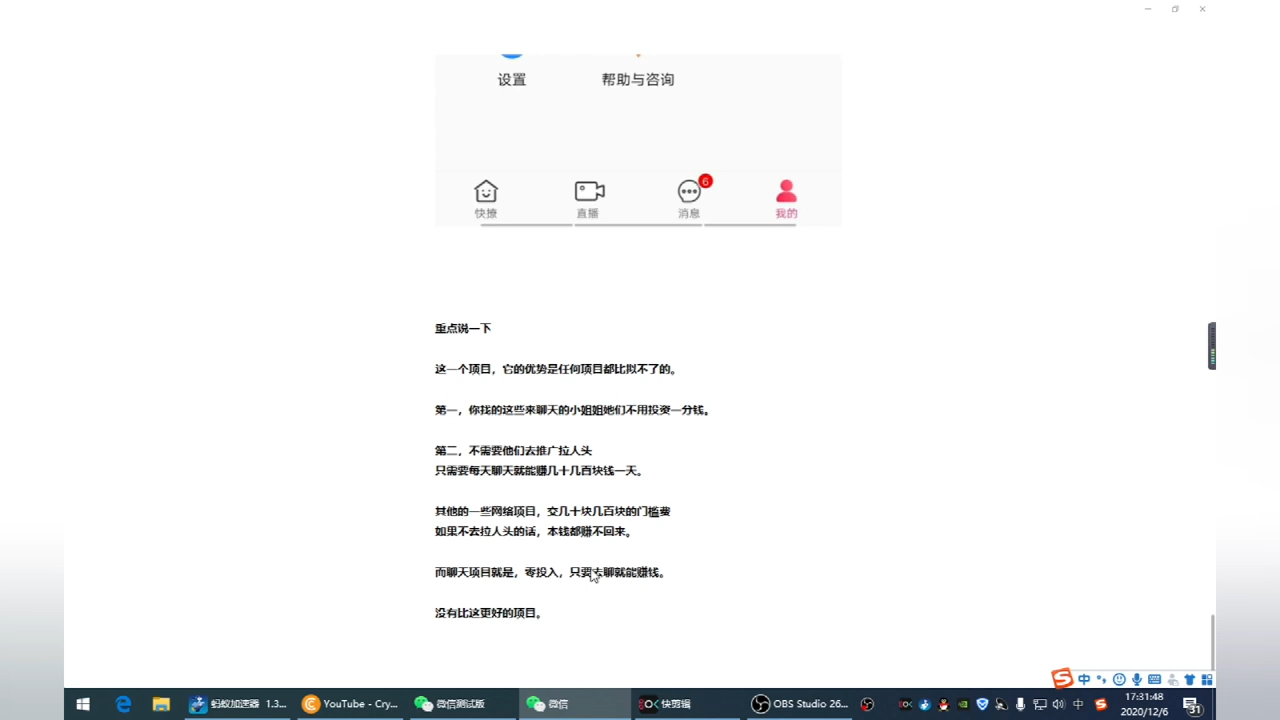 设置 帮助与咨询
6
快撩 直播 消息 我的
重点说一下
这一个项目，它的优势是任何项目都比拟不了的。
第一，你找的这些来聊天的小姐姐她们不用投资一分钱。
第二，不需要他们去推广拉人头
只需要每天聊天就能赚几十几百块钱一天。
其他的一些网络项目，交几十块几百块的门槛费
如果不去拉人头的话，本钱都赚不回来。
而聊天项目就是，零投入，只要去聊就能赚钱。
没有比这更好的项目。
中
蚂蚁加速器 1.3... YouTube - Cry... 微信测试版 微信 快剪辑 OBS Studio 26... 中 17:31:48
2020/12/6 31